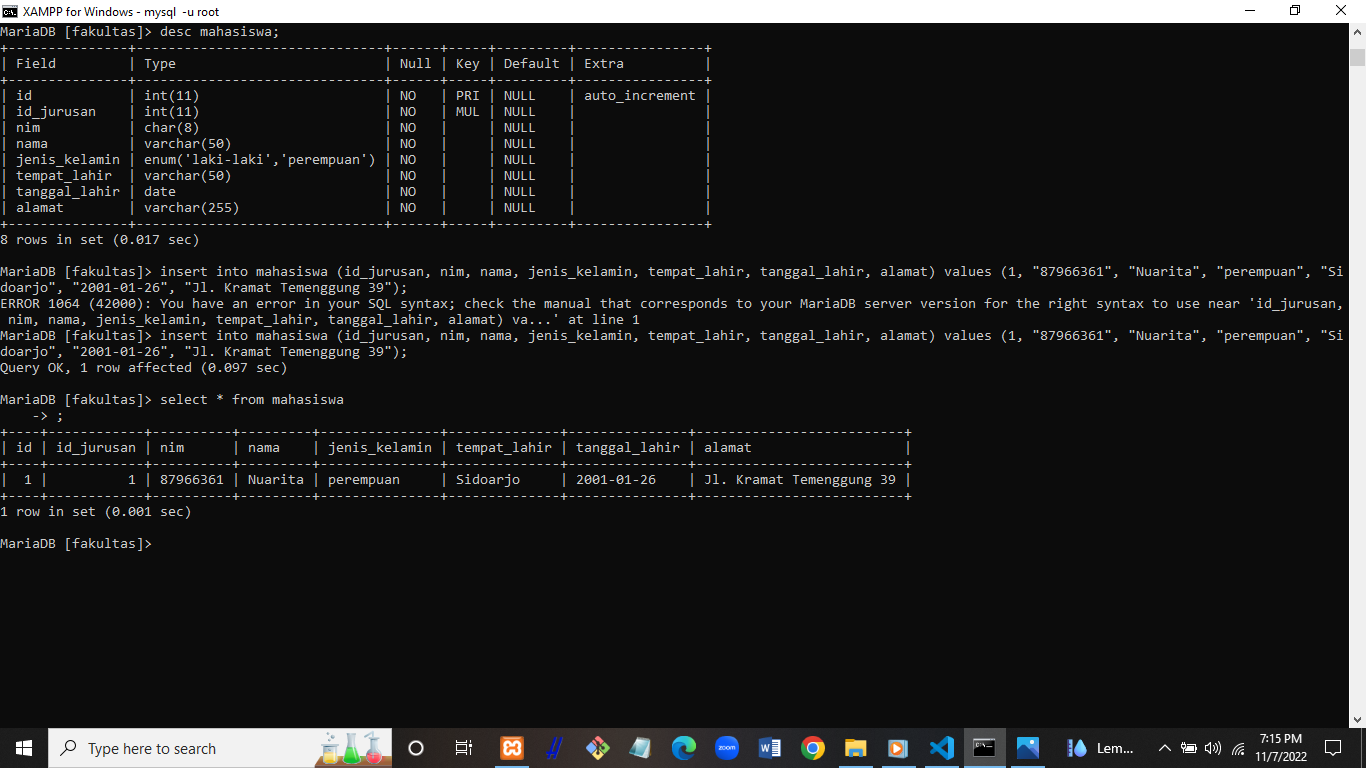 XAMPP for Windows - mysql -u root
MariaDB [fakultas]> desc mahasiswa;
+---------------+-------------------------------+------+-----+---------+----------------+
| Field         | Type                          | Null | Key | Default | Extra          |
+---------------+-------------------------------+------+-----+---------+----------------+
| id            | int(11)                       | NO   | PRI | NULL    | auto_increment |
| id_jurusan    | int(11)                       | NO   | MUL | NULL    |                |
| nim           | char(8)                       | NO   |     | NULL    |                |
| nama          | varchar(50)                   | NO   |     | NULL    |                |
| jenis_kelamin | enum('laki-laki','perempuan') | NO   |     | NULL    |                |
| tempat_lahir  | varchar(50)                   | NO   |     | NULL    |                |
| tanggal_lahir | date                          | NO   |     | NULL    |                |
| alamat        | varchar(255)                  | NO   |     | NULL    |                |
+---------------+-------------------------------+------+-----+---------+----------------+
8 rows in set (0.017 sec)
MariaDB [fakultas]> insert into mahasiswa (id_jurusan, nim, nama, jenis_kelamin, tempat_lahir, tanggal_lahir, alamat) values (1, "87966361", "Nuarita", "perempuan", "Si
doarjo", "2001-01-26", "Jl. Kramat Temenggung 39");
ERROR 1064 (42000): You have an error in your SQL syntax; check the manual that corresponds to your MariaDB server version for the right syntax to use near 'id_jurusan,
 nim, nama, jenis_kelamin, tempat_lahir, tanggal_lahir, alamat) va...' at line 1
MariaDB [fakultas]> insert into mahasiswa (id_jurusan, nim, nama, jenis_kelamin, tempat_lahir, tanggal_lahir, alamat) values (1, "87966361", "Nuarita", "perempuan", "Si
doarjo", "2001-01-26", "Jl. Kramat Temenggung 39");
Query OK, 1 row affected (0.097 sec)
MariaDB [fakultas]> select * from mahasiswa
    -> ;
+----+------------+----------+---------+---------------+--------------+---------------+--------------------------+
| id | id_jurusan | nim      | nama    | jenis_kelamin | tempat_lahir | tanggal_lahir | alamat                   |
+----+------------+----------+---------+---------------+--------------+---------------+--------------------------+
|  1 |          1 | 87966361 | Nuarita | perempuan     | Sidoarjo     | 2001-01-26    | Jl. Kramat Temenggung 39 |
+----+------------+----------+---------+---------------+--------------+---------------+--------------------------+
1 row in set (0.001 sec)
MariaDB [fakultas]>
Type here to search
zoom
Lem...
7:15 PM
11/7/2022